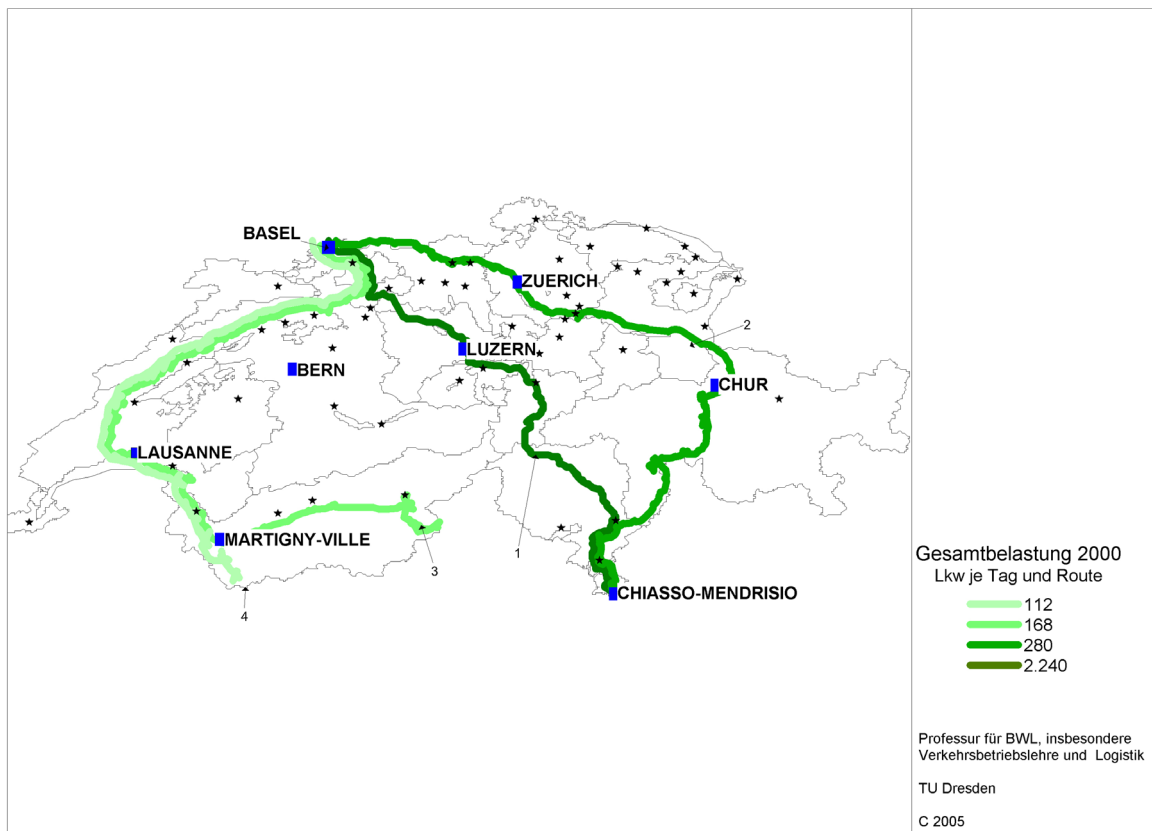 BASEL
ZUERICH
2
LUZERN
BERN
CHUR
LAUSANNE
MARTIGNY-VILLE
1
3
CHIASSO-MENDRISIO
4
Gesamtbelastung 2000
Lkw je Tag und Route
112
168
280
2.240
Professur für BWL, insbesondere
Verkehrsbetriebslehre und Logistik
TU Dresden
C 2005